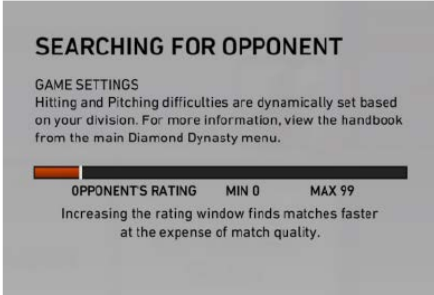 SEARCHING FOR OPPONENT
GAME SETTINGS
Hitting and Pitching difficulties are dynamically set based
on your division. For more information, view the handbook
from the main Diamond Dynasty menu.
OPPONENT'S RATING MIN 0 MAX 99
Increasing the rating window finds matches faster
at the expense of match quality.